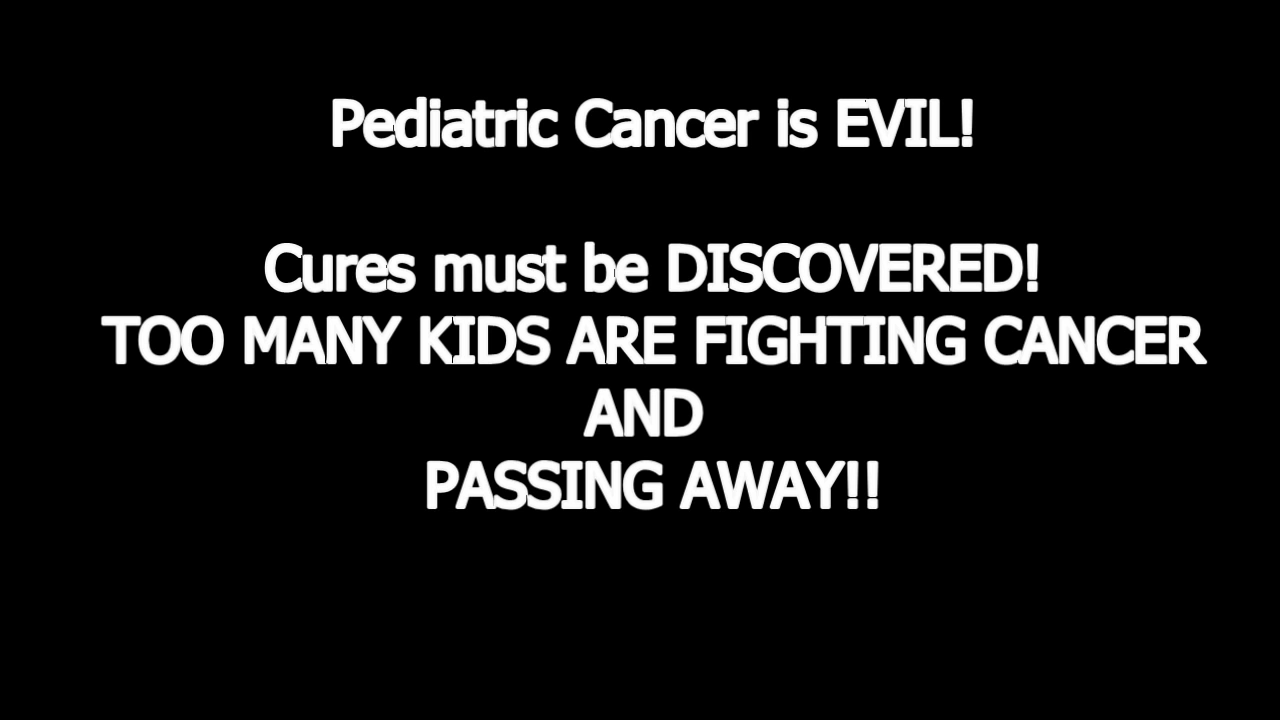 Pediatric Cancer is EVIL!
Cures must be DISCOVERED!
TOO MANY KIDS ARE FIGHTING CANCER
AND
PASSING AWAY!!